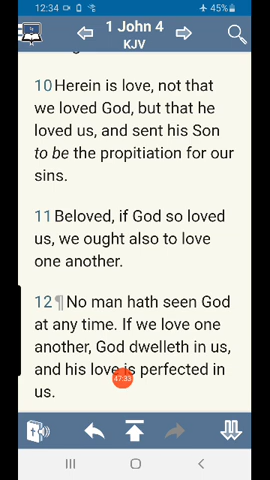 12:34
45%
1 John 4
KJV
10 Herein is love, not that
we loved God, but that he
loved us, and sent his Son
to be the propitiation for our
sins.
11 Beloved, if God so loved
us, we ought also to love
one another.
12 ¶ No man hath seen God
at any time. If we love one
another, God dwelleth in us,
and his love is perfected in
47:33
us.